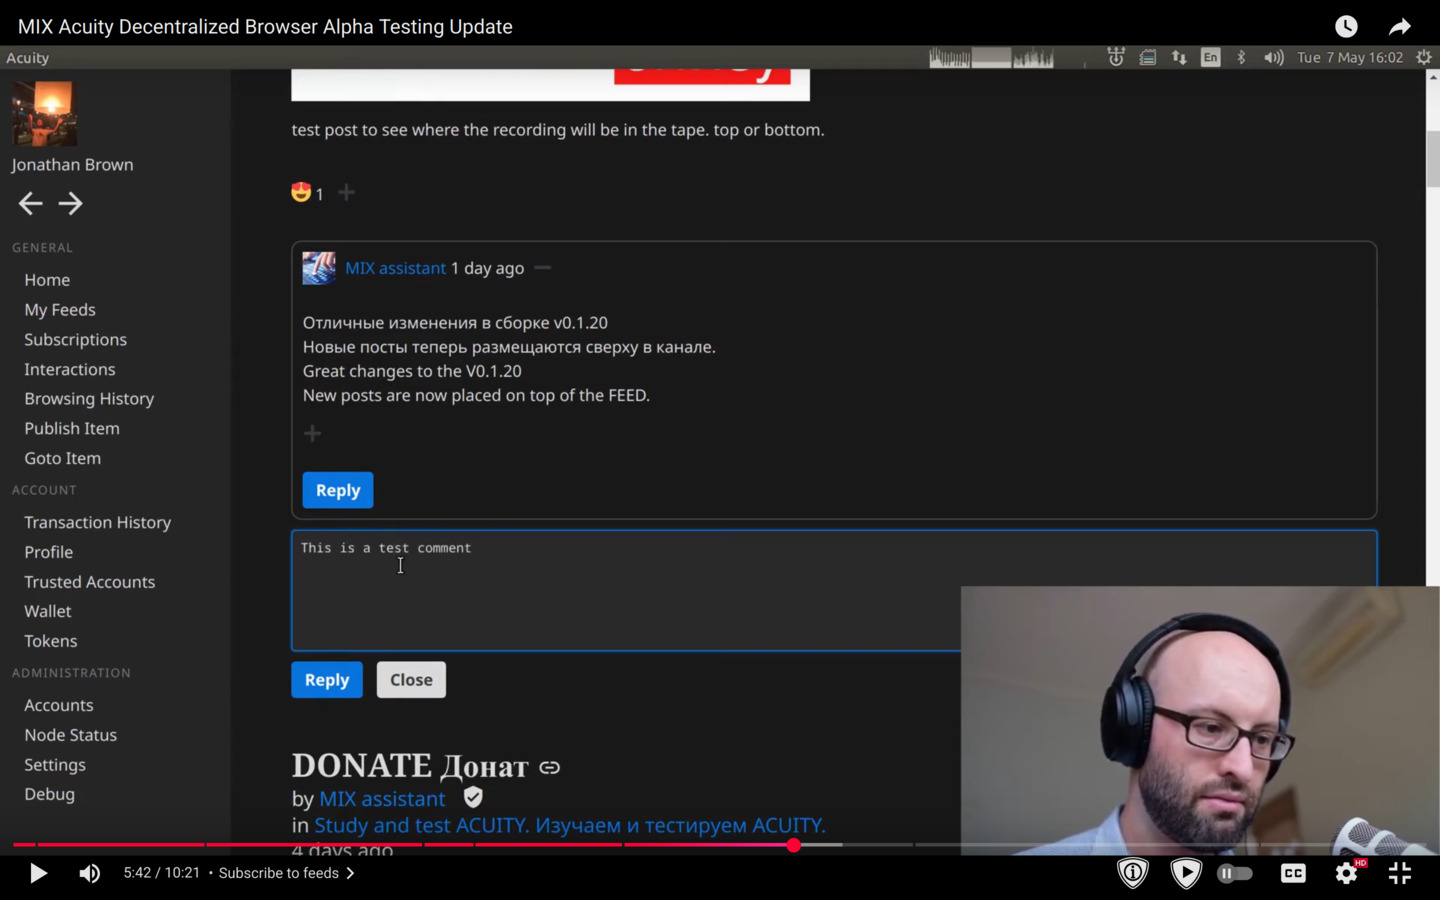 MIX Acuity Decentralized Browser Alpha Testing Update
Acuity
En
Tue 7 May 16:02
Jonathan Brown
GENERAL
Home
My Feeds
Subscriptions
Interactions
Browsing History
Publish Item
Goto Item
ACCOUNT
Transaction History
Profile
Trusted Accounts
Wallet
Tokens
ADMINISTRATION
Accounts
Node Status
Settings
Debug
test post to see where the recording will be in the tape. top or bottom.
1
MIX assistant 1 day ago
Отличные изменения в сборке v0.1.20
Новые посты теперь размещаются сверху в канале.
Great changes to the V0.1.20
New posts are now placed on top of the FEED.
Reply
This is a test comment
Reply Close
DONATE Донат
by MIX assistant
in Study and test ACUITY. Изучаем и тестируем ACUITY.
4 days ago
5:42 / 10:21 • Subscribe to feeds
CC
HD